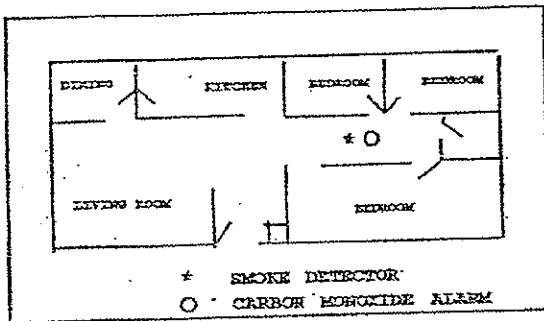 DINING KITCHEN BEDROOM BEDROOM
* O
LIVING ROOM BEDROOM
* SMOKE DETECTOR
O CARBON MONOXIDE ALARM